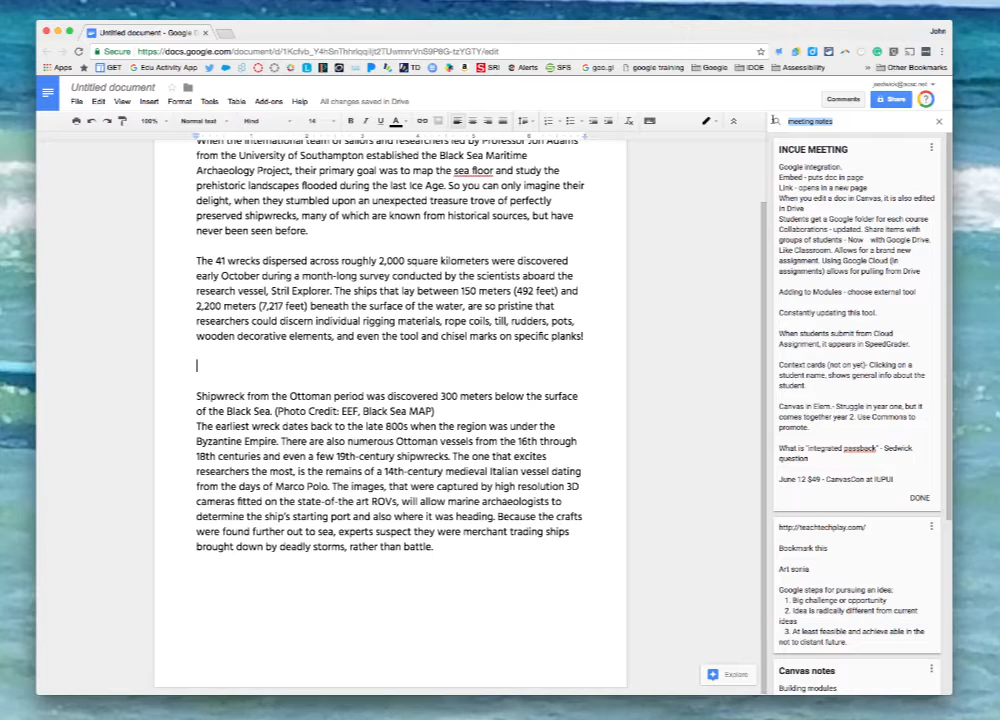 Untitled document - Google D
John
Secure https://docs.google.com/document/d/
/edit
Apps GET Ecu Activity App TD SRI Alerts SFS goo.gl google training Google IDOE Accessibility » Other Bookmarks
Untitled document
File Edit View Insert Format Tools Table Add-ons Help All changes saved in Drive
Comments Share
100% Normal text Hind 14 B I U A
meeting notes
When the international team of sailors and researchers led by Professor Jon Adams
from the University of Southampton established the Black Sea Maritime
Archaeology Project, their primary goal was to map the sea floor and study the
prehistoric landscapes flooded during the last Ice Age. So you can only imagine their
delight, when they stumbled upon an unexpected treasure trove of perfectly
preserved shipwrecks, many of which are known from historical sources, but have
never been seen before.
The 41 wrecks dispersed across roughly 2,000 square kilometers were discovered
early October during a month-long survey conducted by the scientists aboard the
research vessel, Stril Explorer. The ships that lay between 150 meters (492 feet) and
2,200 meters (7,217 feet) beneath the surface of the water, are so pristine that
researchers could discern individual rigging materials, rope coils, till, rudders, pots,
wooden decorative elements, and even the tool and chisel marks on specific planks!
Shipwreck from the Ottoman period was discovered 300 meters below the surface
of the Black Sea. (Photo Credit: EEF, Black Sea MAP)
The earliest wreck dates back to the late 800s when the region was under the
Byzantine Empire. There are also numerous Ottoman vessels from the 16th through
18th centuries and even a few 19th-century shipwrecks. The one that excites
researchers the most, is the remains of a 14th-century medieval Italian vessel dating
from the days of Marco Polo. The images, that were captured by high resolution 3D
cameras fitted on the state-of-the art ROVs, will allow marine archaeologists to
determine the ship's starting port and also where it was heading. Because the crafts
were found further out to sea, experts suspect they were merchant trading ships
brought down by deadly storms, rather than battle.
Explore
INCUE MEETING
Google integration.
Embed - puts doc in page
Link - opens in a new page
When you edit a doc in Canvas, it is also edited
in Drive
Students get a Google folder for each course
Collaborations - updated. Share items with
groups of students - Now with Google Drive.
Like Classroom. Allows for a brand new
assignment. Using Google Cloud (in
assignments) allows for pulling from Drive
Adding to Modules - choose external tool
Constantly updating this tool.
When students submit from Cloud
Assignment, it appears in SpeedGrader.
Context cards (not on yet)- Clicking on a
student name, shows general info about the
student
Canvas in Elem.- Struggle in year one, but it
comes together year 2. Use Commons to
promote.
What is "integrated passback" - Sedwick
question
June 12 $49 - CanvasCon at IUPUI
DONE
http://teachtechplay.com/
Bookmark this
Art sonia
Google steps for pursuing an idea:
1. Big challenge or opportunity
2. Idea is radically different from current
ideas
3. At least feasible and achieve able in the
not to distant future.
Canvas notes
Building modules